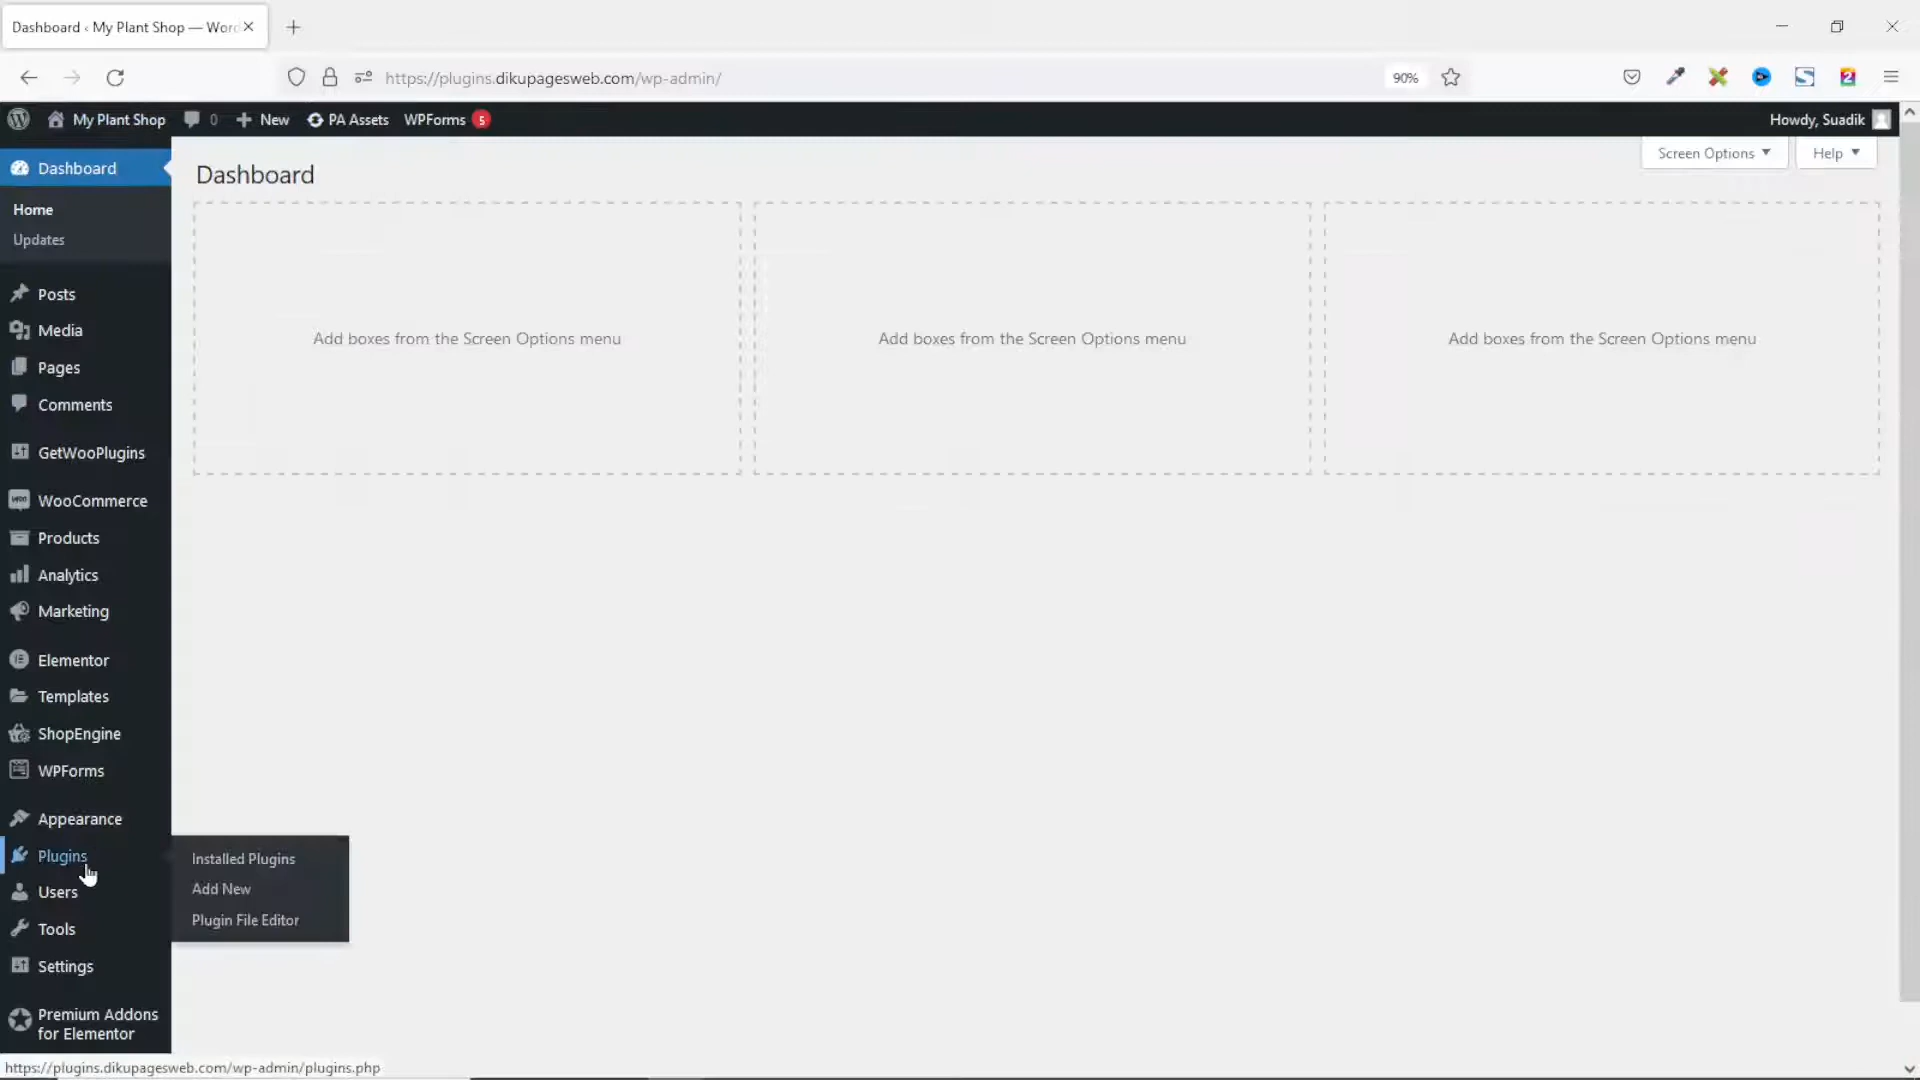 Dashboard ‹ My Plant Shop — Word
https://plugins.dikupagesweb.com/wp-admin/
90%
2
My Plant Shop
0
New
PA Assets
WPForms 5
Howdy, Suadik
Dashboard
Screen Options
Help
Dashboard
Home
Updates
Add boxes from the Screen Options menu
Add boxes from the Screen Options menu
Add boxes from the Screen Options menu
Posts
Media
Pages
Comments
GetWooPlugins
WooCommerce
Products
Analytics
Marketing
Elementor
Templates
ShopEngine
WPForms
Appearance
Plugins
Installed Plugins
Add New
Plugin File Editor
Users
Tools
Settings
Premium Addons
for Elementor
https://plugins.dikupagesweb.com/wp-admin/plugins.php